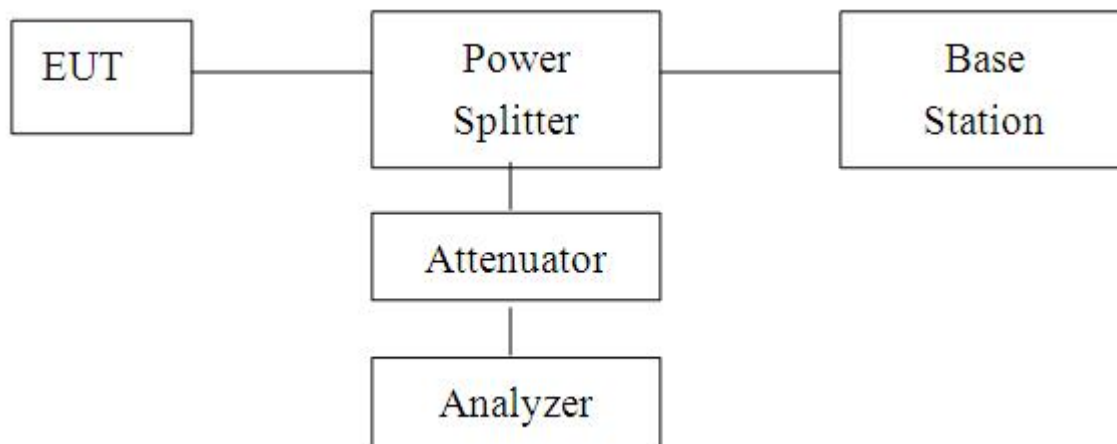 EUT
Power
Splitter
Base
Station
Attenuator
Analyzer